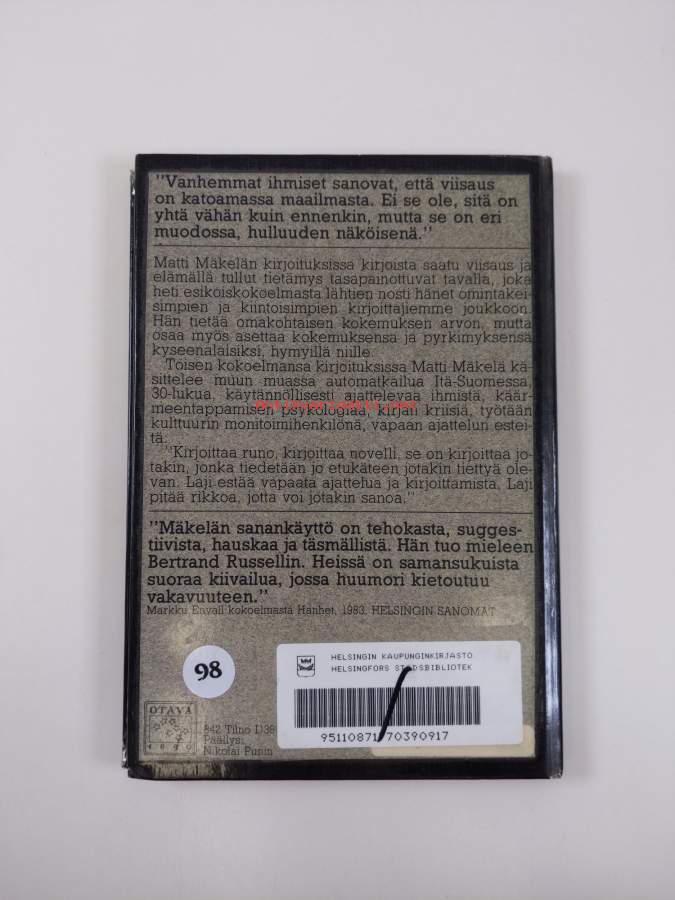 "Vanhemmat ihmiset sanovat, että viisaus
on katoamassa maailmasta. Ei se ole, sitä on
yhtä vähän kuin ennenkin, mutta se on eri
muodossa, hulluuden näköisenä."
Matti Mäkelän kirjoituksissa kirjoista saatu viisaus ja
elämällä tullut tietämys tasapainottuvat tavalla, joka
heti esikoiskokoelmasta lähtien nosti hänet omintakei-
simpien ja kiintoisimpien kirjoittajiemme joukkoon.
Hän tietää omakohtaisen kokemuksen arvon, mutta
osaa myös asettaa kokemuksensa ja pyrkimyksensä
kyseenalaisiksi, hymyillä niille.
Toisen kokoelmansa kirjoituksissa Matti Mäkelä kä-
sittelee muun muassa automatkailua Itä-Suomessa,
30-lukua, käytännöllisesti ajattelevaa ihmistä, käär-
meentappamisen psykologiaa, kirjan kriisiä, työtään
kulttuurin monitoimihenkilönä, vapaan ajattelun estei-
tä.
"Kirjoittaa runo, kirjoittaa novelli, se on kirjoittaa jo-
takin, jonka tiedetään jo etukäteen jotakin tiettyä ole-
van. Laji estää vapaata ajattelua ja kirjoittamista. Laji
pitää rikkoa, jotta voi jotakin sanoa."
"Mäkelän sanankäyttö on tehokasta, sugges-
tiivista, hauskaa ja täsmällistä. Hän tuo mieleen
Bertrand Russellin. Heissä on samansukuista
suoraa kiivailua, jossa huumori kietoutuu
vakavuuteen."
Markku Envall kokoelmasta Hanhet, 1983, HELSINGIN SANOMAT
98
HELSINGIN KAUPUNGINKIRJASTO
HELSINGFORS STADSBIBLIOTEK
95110871 70390917
OTAVA
1890
842 Tilno D38
Päällys:
Nikolai Punin